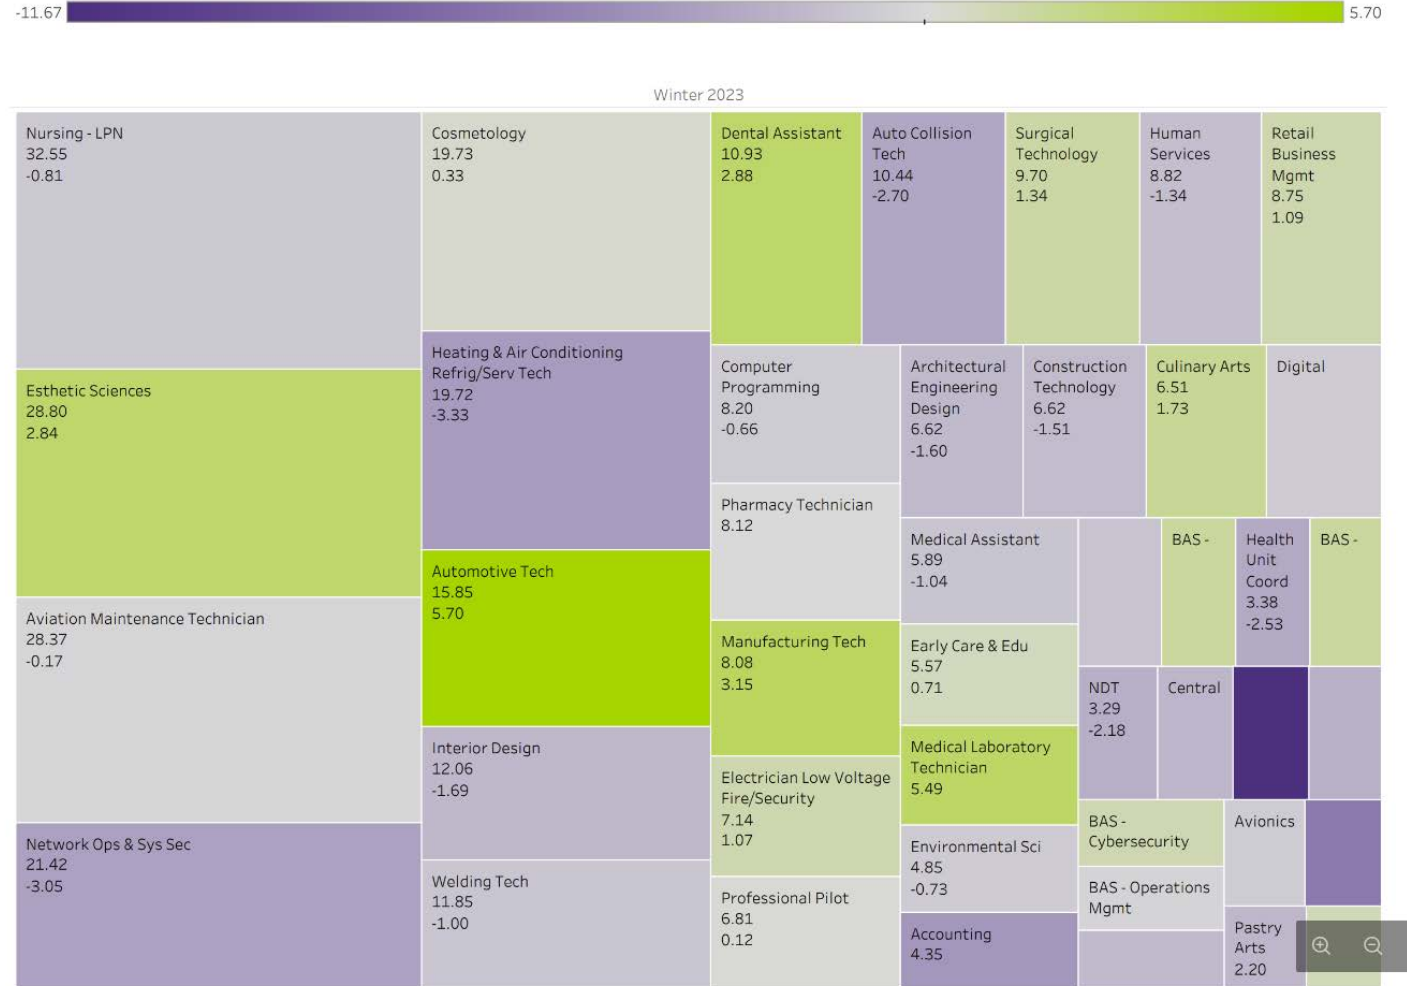 -11.67
5.70
Winter 2023
Nursing - LPN
32.55
-0.81
Esthetic Sciences
28.80
2.84
Aviation Maintenance Technician
28.37
-0.17
Network Ops & Sys Sec
21.42
-3.05
Cosmetology
19.73
0.33
Heating & Air Conditioning
Refrig/Serv Tech
19.72
-3.33
Automotive Tech
15.85
5.70
Interior Design
12.06
-1.69
Welding Tech
11.85
-1.00
Dental Assistant
10.93
2.88
Auto Collision
Tech
10.44
-2.70
Surgical
Technology
9.70
1.34
Human
Services
8.82
-1.34
Retail
Business
Mgmt
8.75
1.09
Computer
Programming
8.20
-0.66
Pharmacy Technician
8.12
Manufacturing Tech
8.08
3.15
Electrician Low Voltage
Fire/Security
7.14
1.07
Professional Pilot
6.81
0.12
Architectural
Engineering
Design
6.62
-1.60
Construction
Technology
6.62
-1.51
Culinary Arts
6.51
1.73
Digital
Medical Assistant
5.89
-1.04
Early Care & Edu
5.57
0.71
Medical Laboratory
Technician
5.49
Environmental Sci
4.85
-0.73
Accounting
4.35
BAS -
Health
Unit
Coord
3.38
-2.53
BAS -
NDT
3.29
-2.18
Central
BAS -
Cybersecurity
BAS - Operations
Mgmt
Avionics
Pastry
Arts
2.20